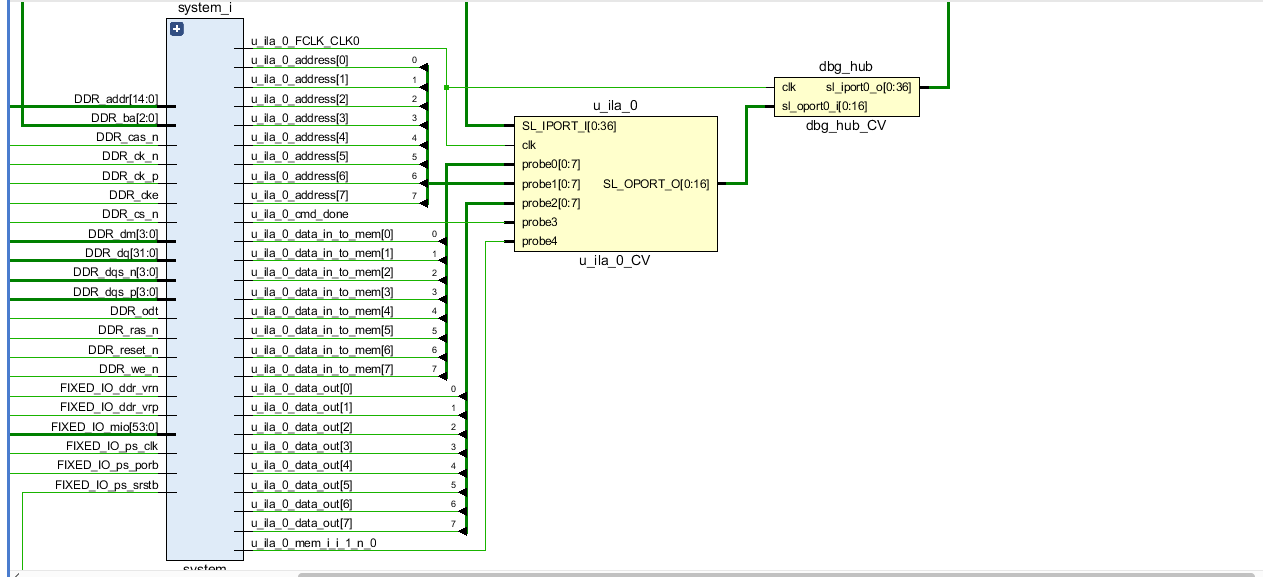 system_i
DDR_addr[14:0]
DDR_ba[2:0]
DDR_cas_n
DDR_ck_n
DDR_ck_p
DDR_cke
DDR_cs_n
DDR_dm[3:0]
DDR_dq[31:0]
DDR_dqs_n[3:0]
DDR_dqs_p[3:0]
DDR_odt
DDR_ras_n
DDR_reset_n
DDR_we_n
FIXED_IO_ddr_vrn
FIXED_IO_ddr_vrp
FIXED_IO_mio[53:0]
FIXED_IO_ps_clk
FIXED_IO_ps_porb
FIXED_IO_ps_srstb
u_ila_0_FCLK_CLK0
u_ila_0_address[0] 0
u_ila_0_address[1] 1
u_ila_0_address[2] 2
u_ila_0_address[3] 3
u_ila_0_address[4] 4
u_ila_0_address[5] 5
u_ila_0_address[6] 6
u_ila_0_address[7] 7
u_ila_0_cmd_done
u_ila_0_data_in_to_mem[0] 0
u_ila_0_data_in_to_mem[1] 1
u_ila_0_data_in_to_mem[2] 2
u_ila_0_data_in_to_mem[3] 3
u_ila_0_data_in_to_mem[4] 4
u_ila_0_data_in_to_mem[5] 5
u_ila_0_data_in_to_mem[6] 6
u_ila_0_data_in_to_mem[7] 7
u_ila_0_data_out[0] 0
u_ila_0_data_out[1] 1
u_ila_0_data_out[2] 2
u_ila_0_data_out[3] 3
u_ila_0_data_out[4] 4
u_ila_0_data_out[5] 5
u_ila_0_data_out[6] 6
u_ila_0_data_out[7] 7
u_ila_0_mem_i_i_1_n_0
system
u_ila_0
SL_IPORT_I[0:36]
clk
probe0[0:7]
probe1[0:7] SL_OPORT_O[0:16]
probe2[0:7]
probe3
probe4
u_ila_0_CV
dbg_hub
clk sl_iport0_o[0:36]
sl_oport0_i[0:16]
dbg_hub_CV